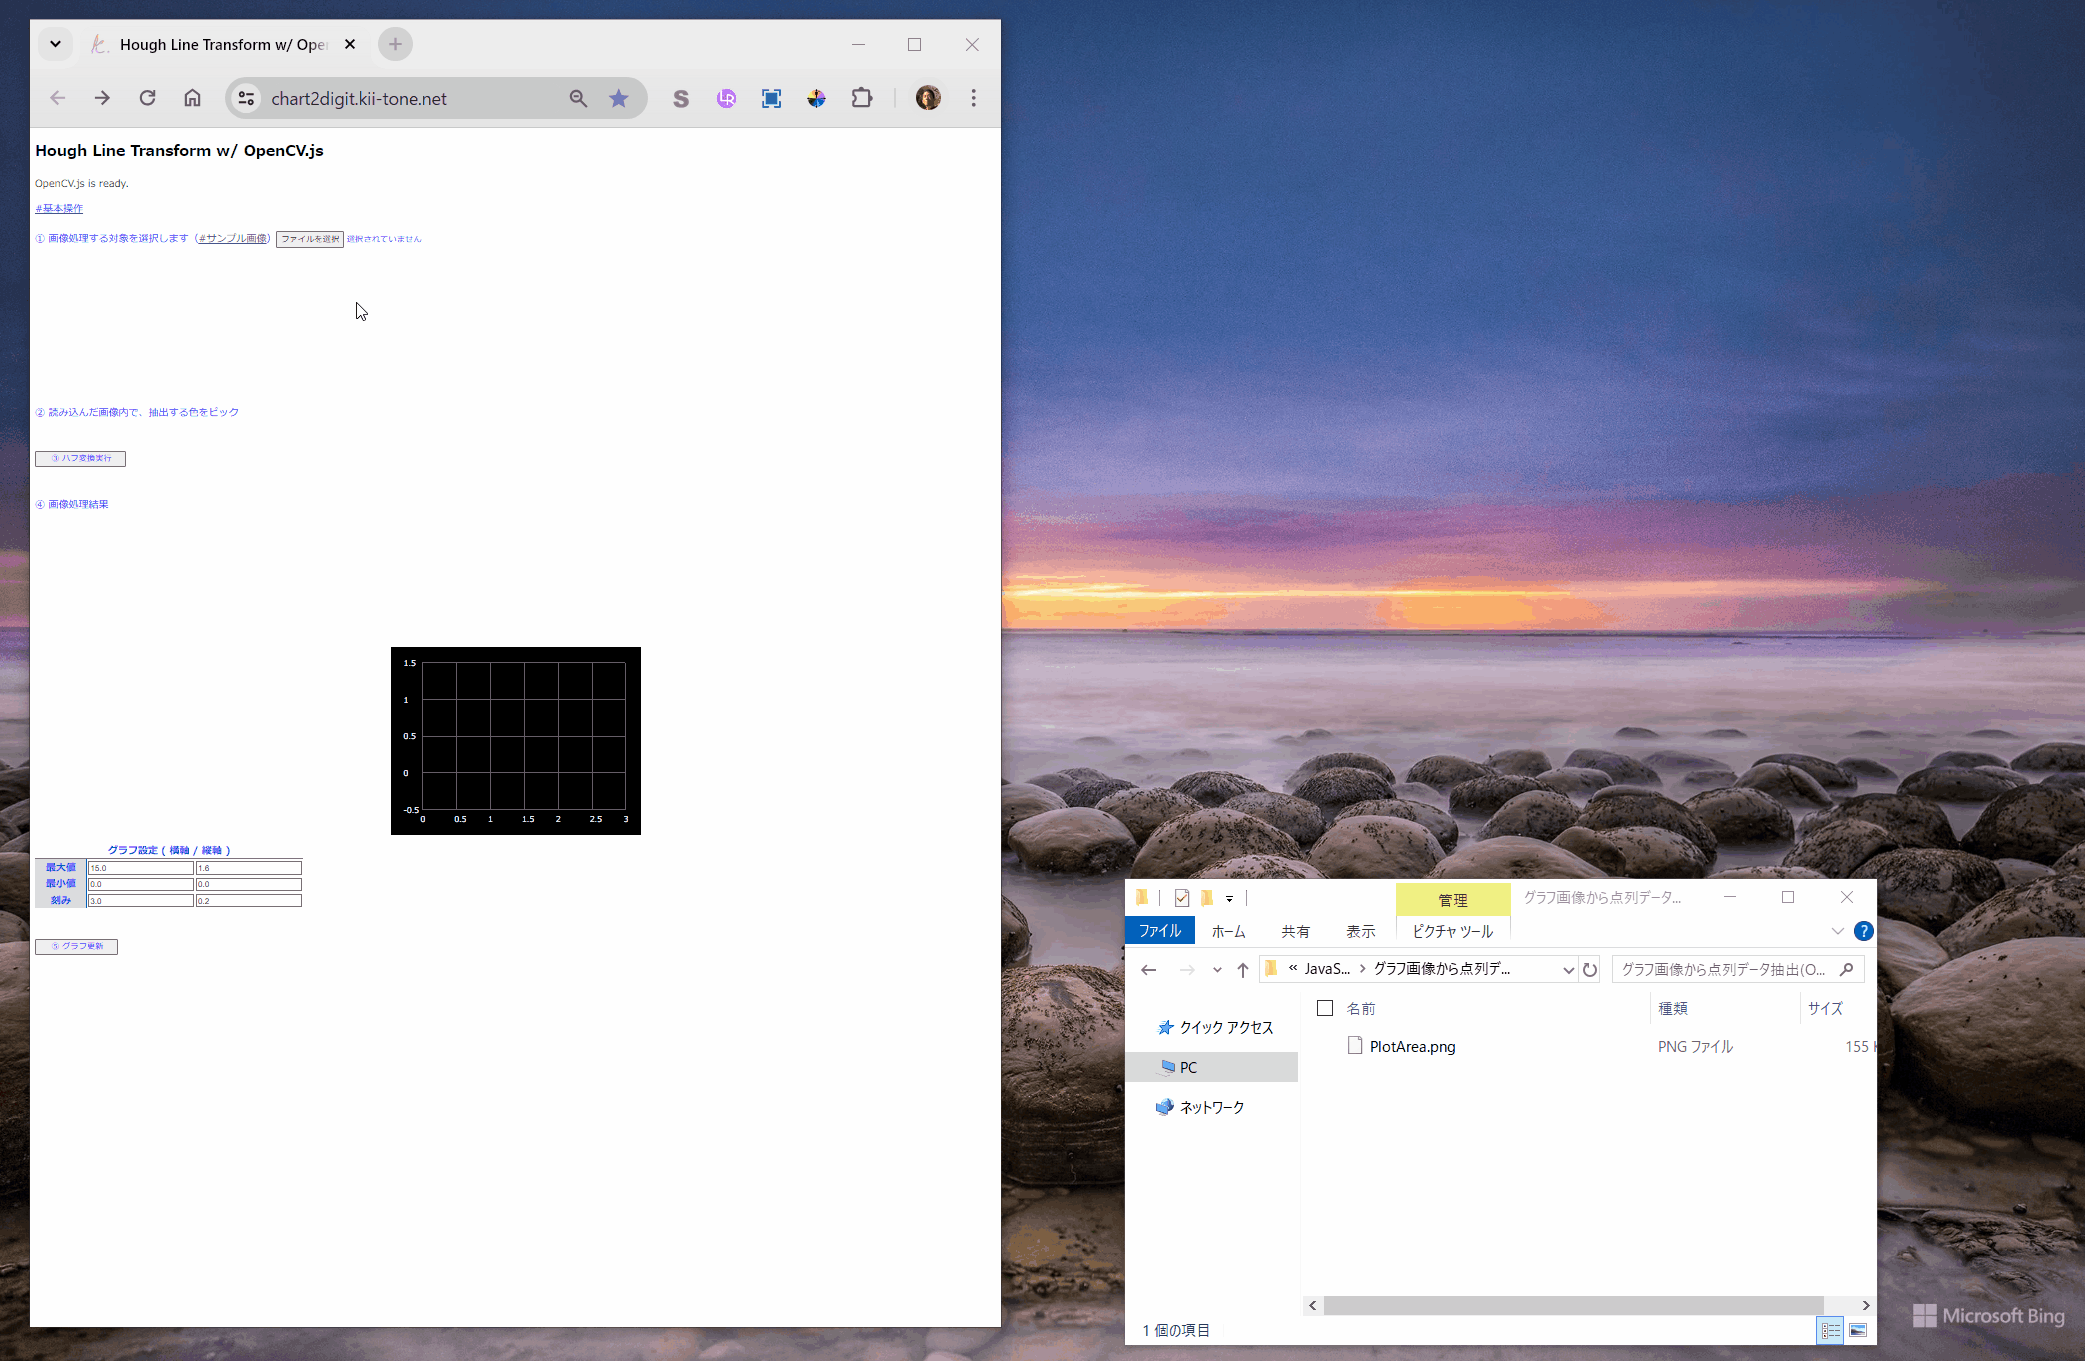 Hough Line Transform w/ Oper
chart2digit.kii-tone.net
Hough Line Transform w/ OpenCV.js
OpenCV.js is ready.
#基本操作
① 画像処理する対象を選択します（#サンプル画像） ファイルを選択 選択されていません
② 読み込んだ画像内で、抽出する色をピック
③ ハフ変換実行
④ 画像処理結果
1.5
1
0.5
0
-0.5
0 0.5 1 1.5 2 2.5 3
グラフ設定 ( 横軸 / 縦軸 )
最大値 15.0 1.6
最小値 0.0 0.0
刻み 3.0 0.2
⑤ グラフ更新
管理 グラフ画像から点列データ...
ファイル ホーム 共有 表示 ピクチャ ツール
« JavaS... グラフ画像から点列デ... グラフ画像から点列データ抽出(O...
名前 種類 サイズ
クイック アクセス
PlotArea.png PNG ファイル 155
PC
ネットワーク
1 個の項目
Microsoft Bing